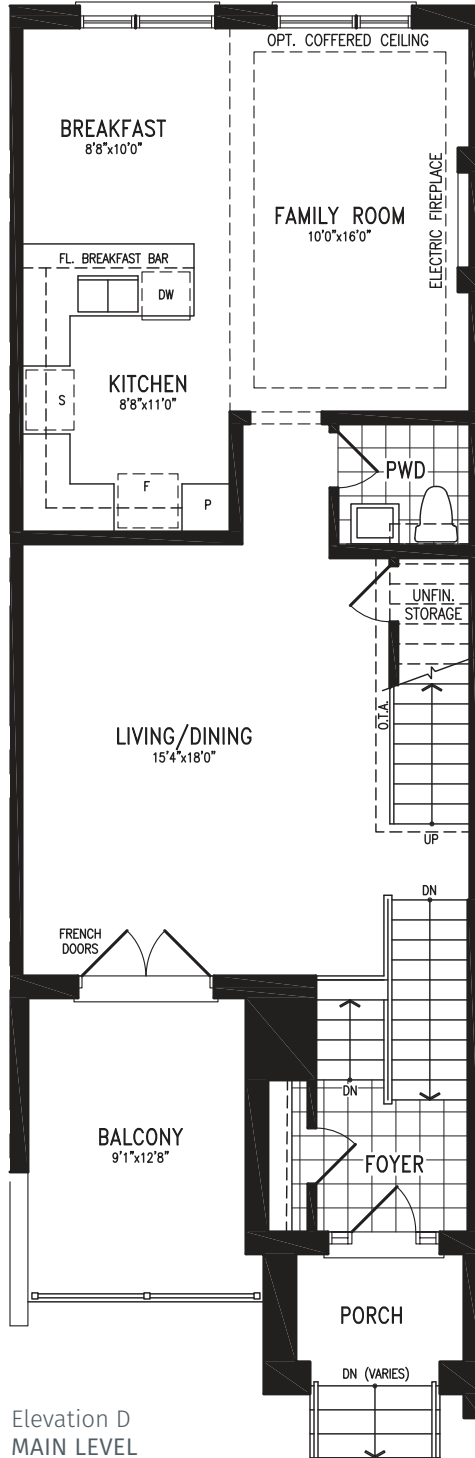 OPT. COFFERED CEILING
BREAKFAST
8'8"x10'0"
FAMILY ROOM
10'0"x16'0"
ELECTRIC FIREPLACE
FL. BREAKFAST BAR
DW
KITCHEN
8'8"x11'0"
S
F
P
PWD
UNFIN.
STORAGE
O.T.A.
LIVING/DINING
15'4"x18'0"
UP
DN
FRENCH
DOORS
DN
BALCONY
9'1"x12'8"
FOYER
PORCH
DN (VARIES)
Elevation D
MAIN LEVEL